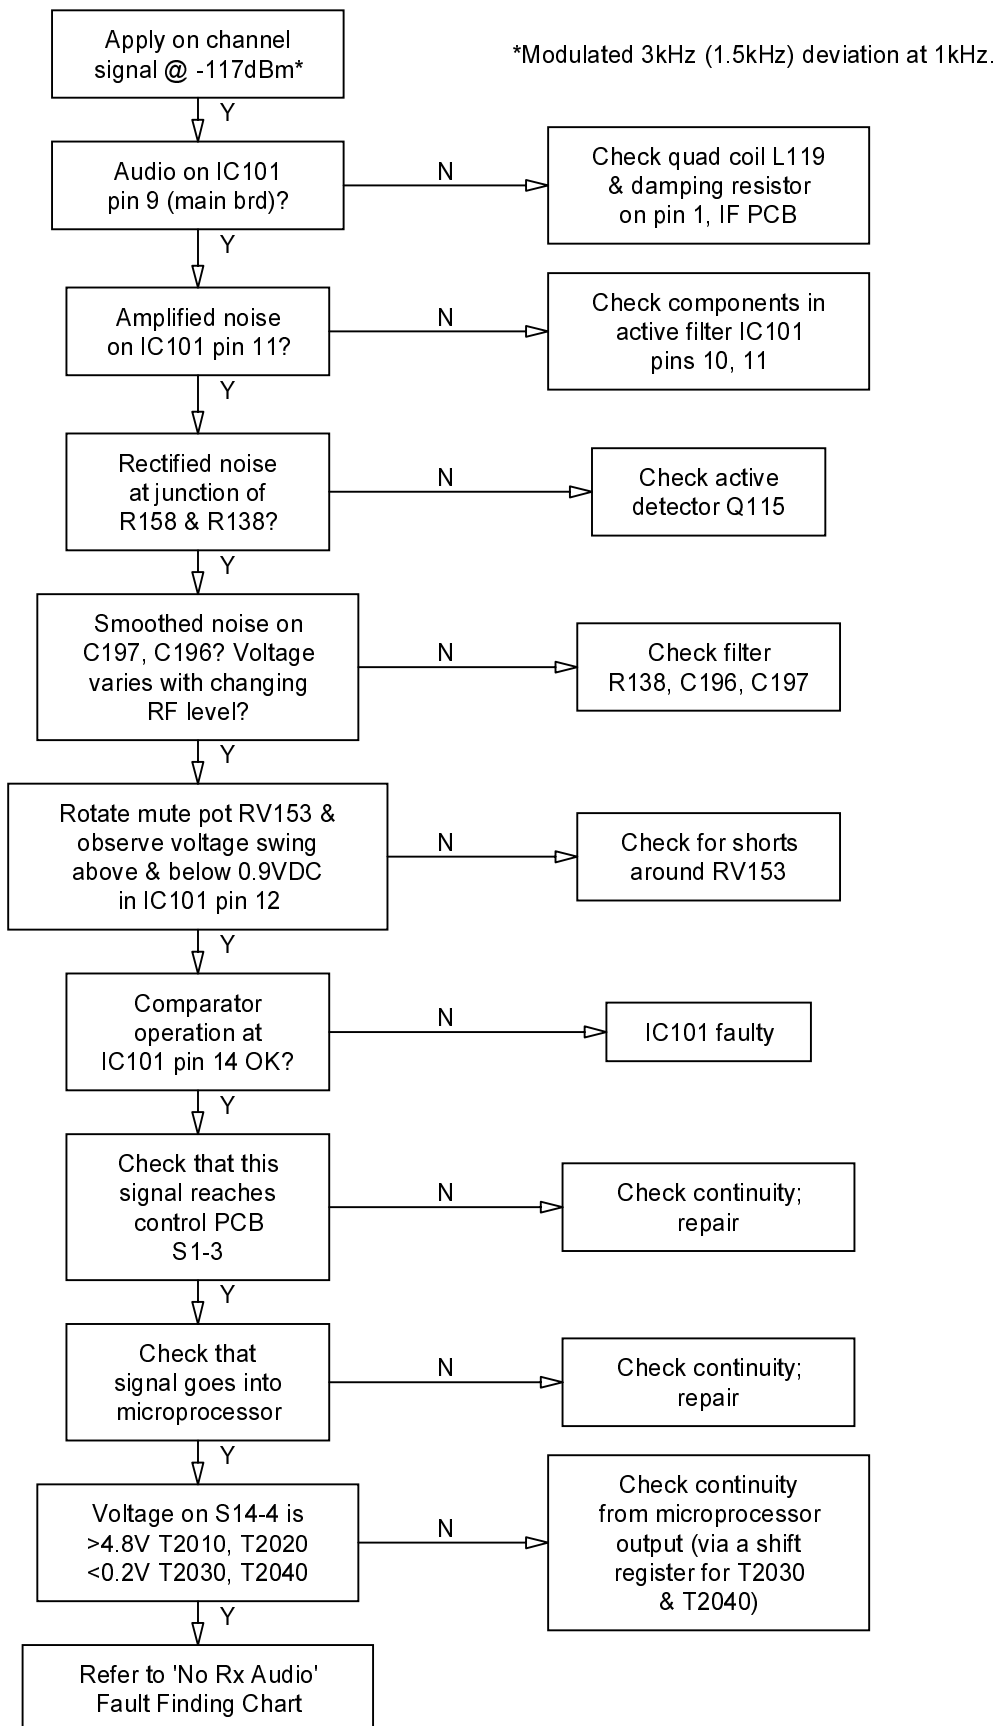 Apply on channel
signal @ -117dBm*
*Modulated 3kHz (1.5kHz) deviation at 1kHz.
Y
Audio on IC101
pin 9 (main brd)?
N
Check quad coil L119
& damping resistor
on pin 1, IF PCB
Y
Amplified noise
on IC101 pin 11?
N
Check components in
active filter IC101
pins 10, 11
Y
Rectified noise
at junction of
R158 & R138?
N
Check active
detector Q115
Y
Smoothed noise on
C197, C196? Voltage
varies with changing
RF level?
N
Check filter
R138, C196, C197
Y
Rotate mute pot RV153 &
observe voltage swing
above & below 0.9VDC
in IC101 pin 12
N
Check for shorts
around RV153
Y
Comparator
operation at
IC101 pin 14 OK?
N
IC101 faulty
Y
Check that this
signal reaches
control PCB
S1-3
N
Check continuity;
repair
Y
Check that
signal goes into
microprocessor
N
Check continuity;
repair
Y
Voltage on S14-4 is
>4.8V T2010, T2020
<0.2V T2030, T2040
N
Check continuity
from microprocessor
output (via a shift
register for T2030
& T2040)
Y
Refer to 'No Rx Audio'
Fault Finding Chart